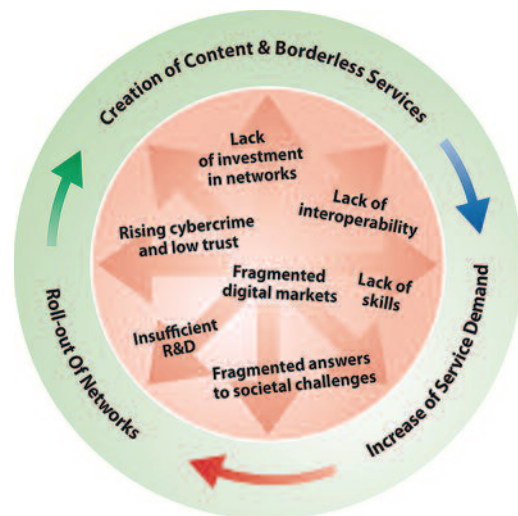 Creation of Content & Borderless Services
Lack
of investment
in networks
Lack of
interoperability
Rising cybercrime
and low trust
Fragmented
digital markets
Lack of
skills
Insufficient
R&D
Fragmented answers
to societal challenges
Roll-out Of Networks
Increase of Service Demand